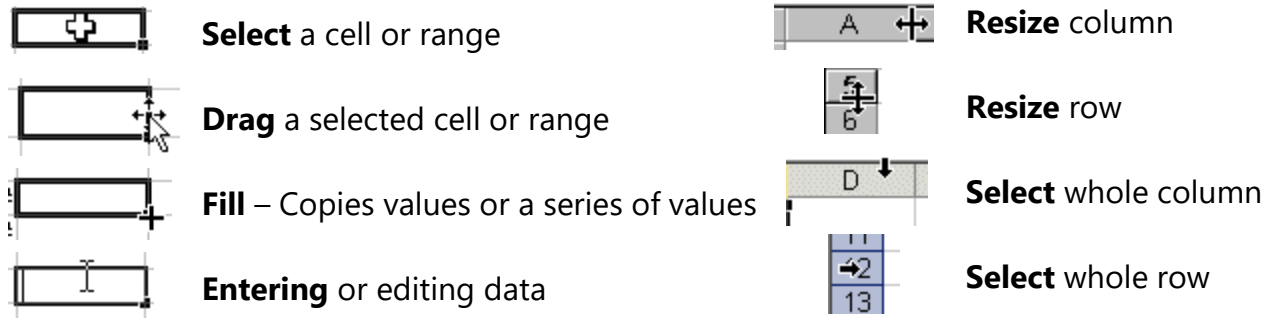 Select a cell or range
Drag a selected cell or range
Fill – Copies values or a series of values
Entering or editing data
A
Resize column
5
6
Resize row
D
Select whole column
11
12
13
Select whole row